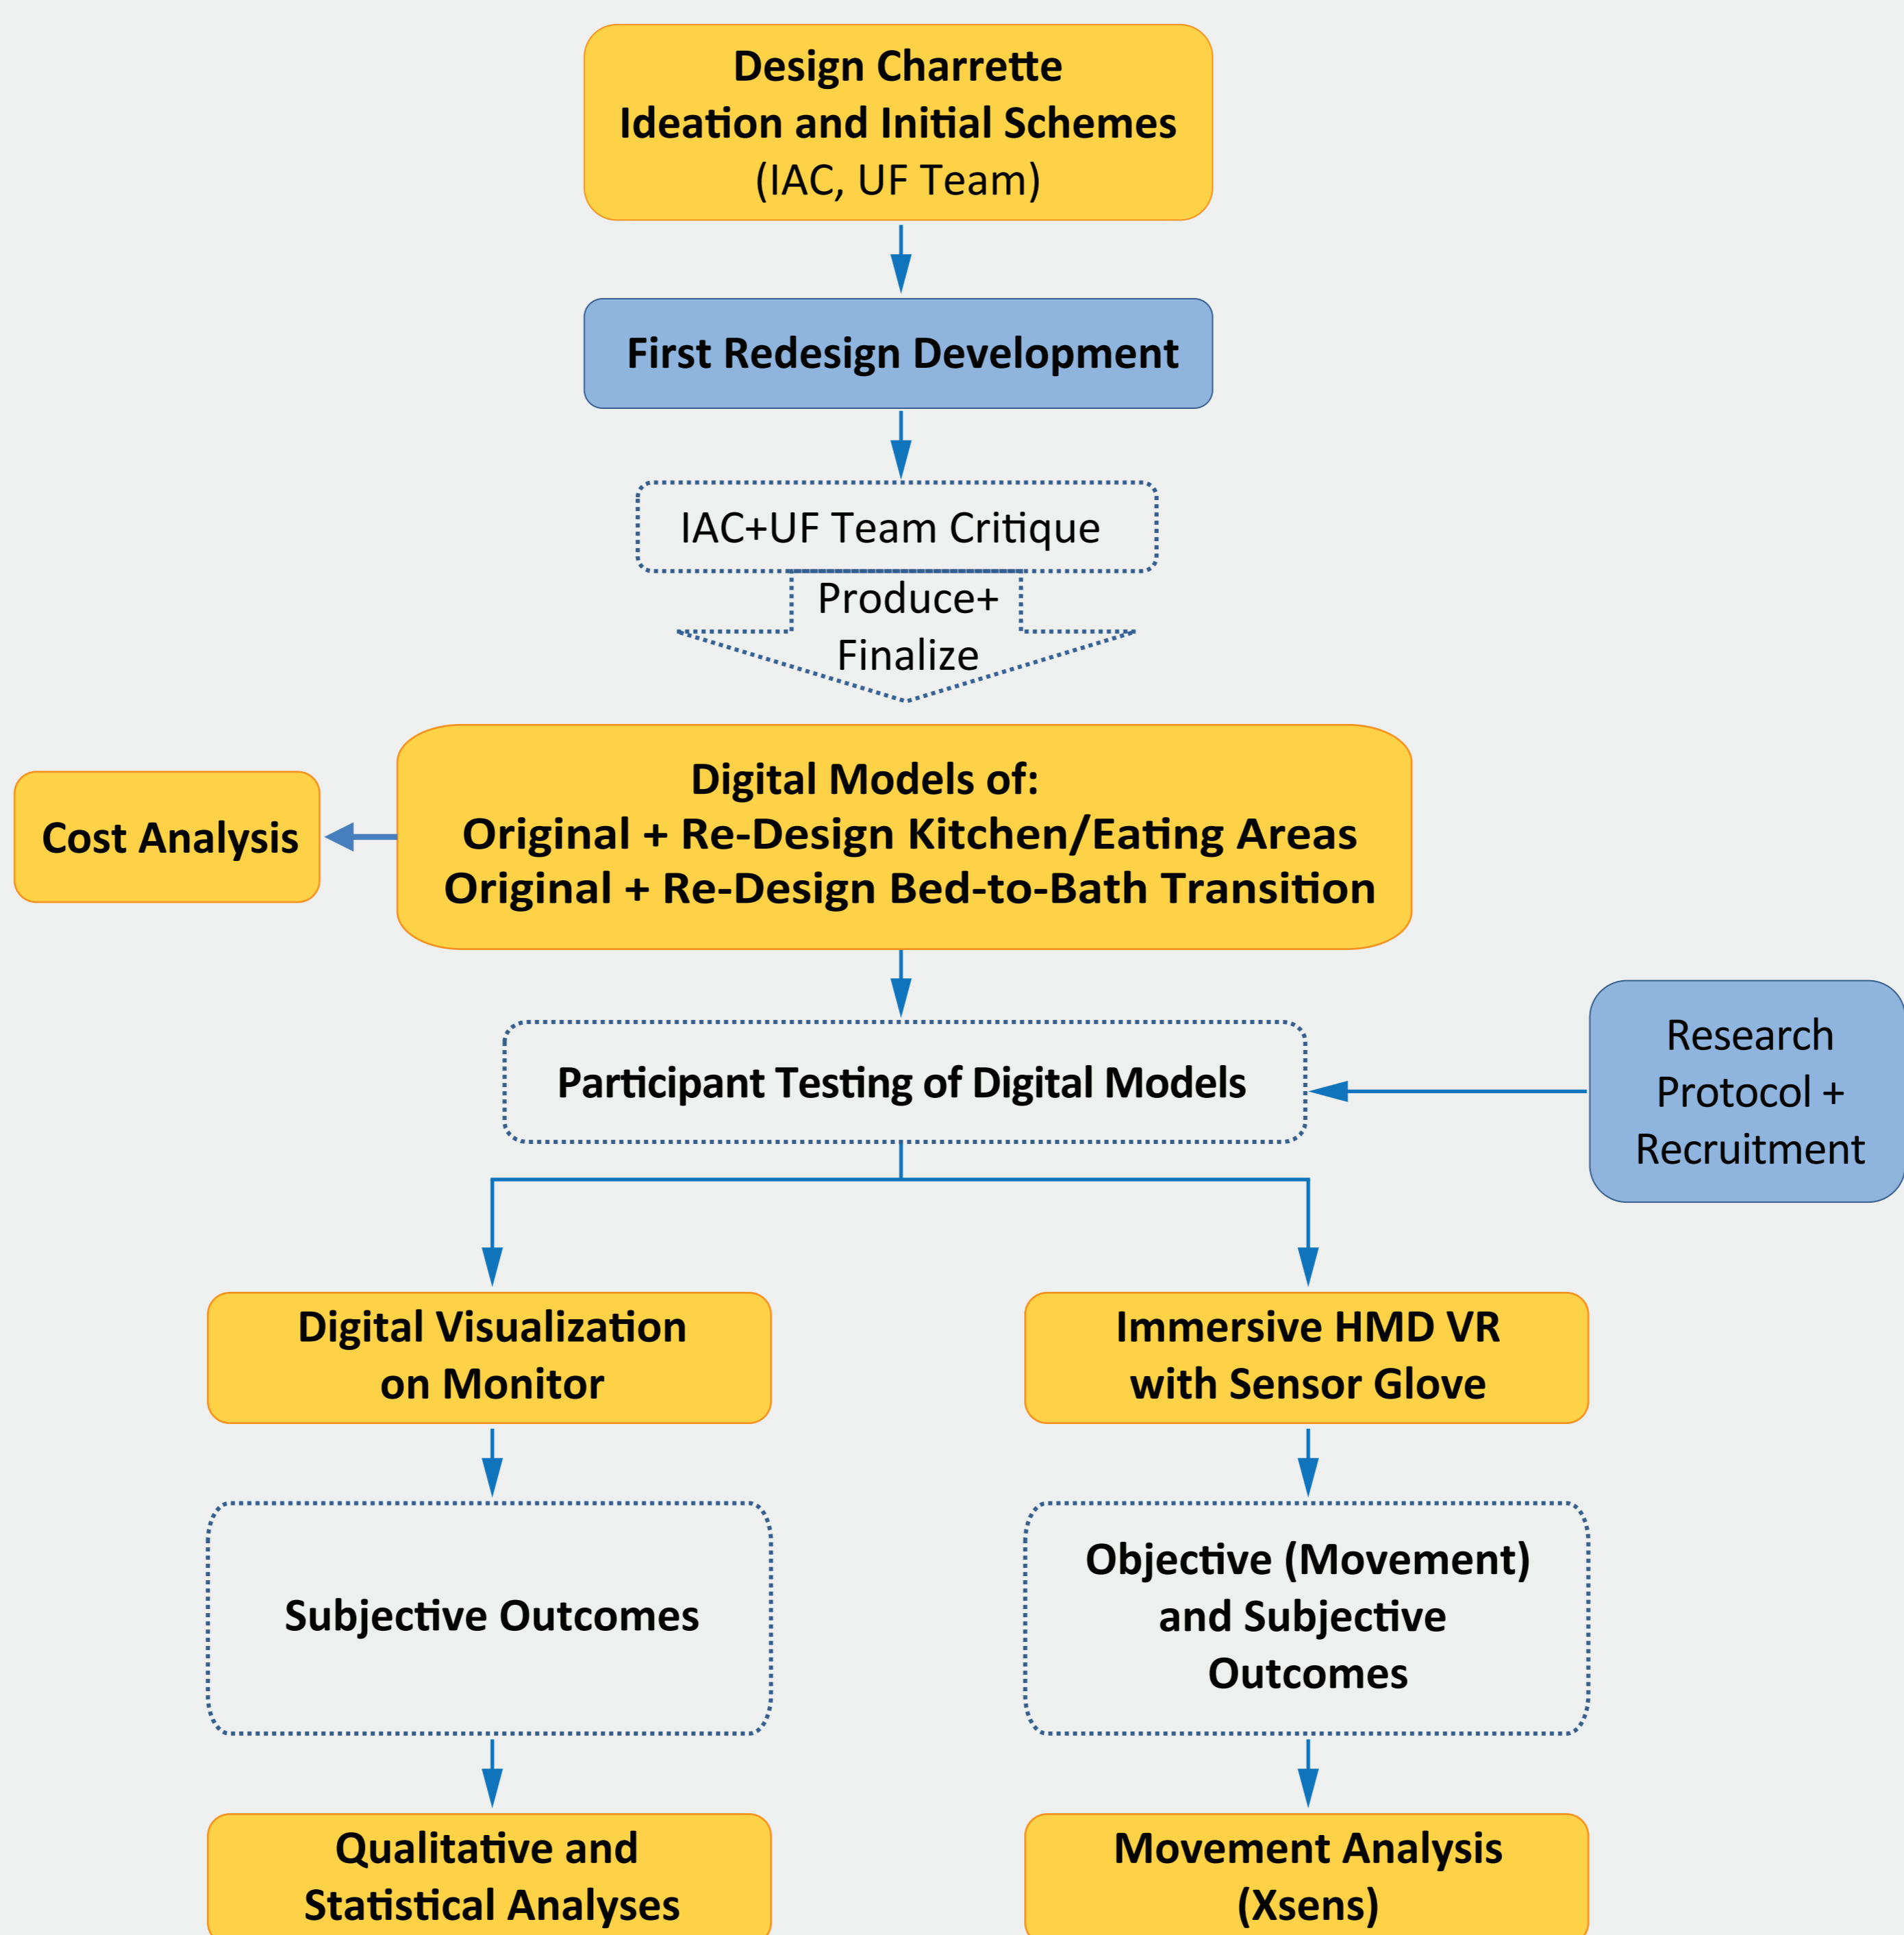 Design Charrette
Ideation and Initial Schemes
(IAC, UF Team)
First Redesign Development
IAC+UF Team Critique
Produce+
Finalize
Digital Models of:
Original + Re-Design Kitchen/Eating Areas
Original + Re-Design Bed-to-Bath Transition
Cost Analysis
Participant Testing of Digital Models
Research
Protocol +
Recruitment
Digital Visualization
on Monitor
Immersive HMD VR
with Sensor Glove
Subjective Outcomes
Objective (Movement)
and Subjective
Outcomes
Qualitative and
Statistical Analyses
Movement Analysis
(Xsens)